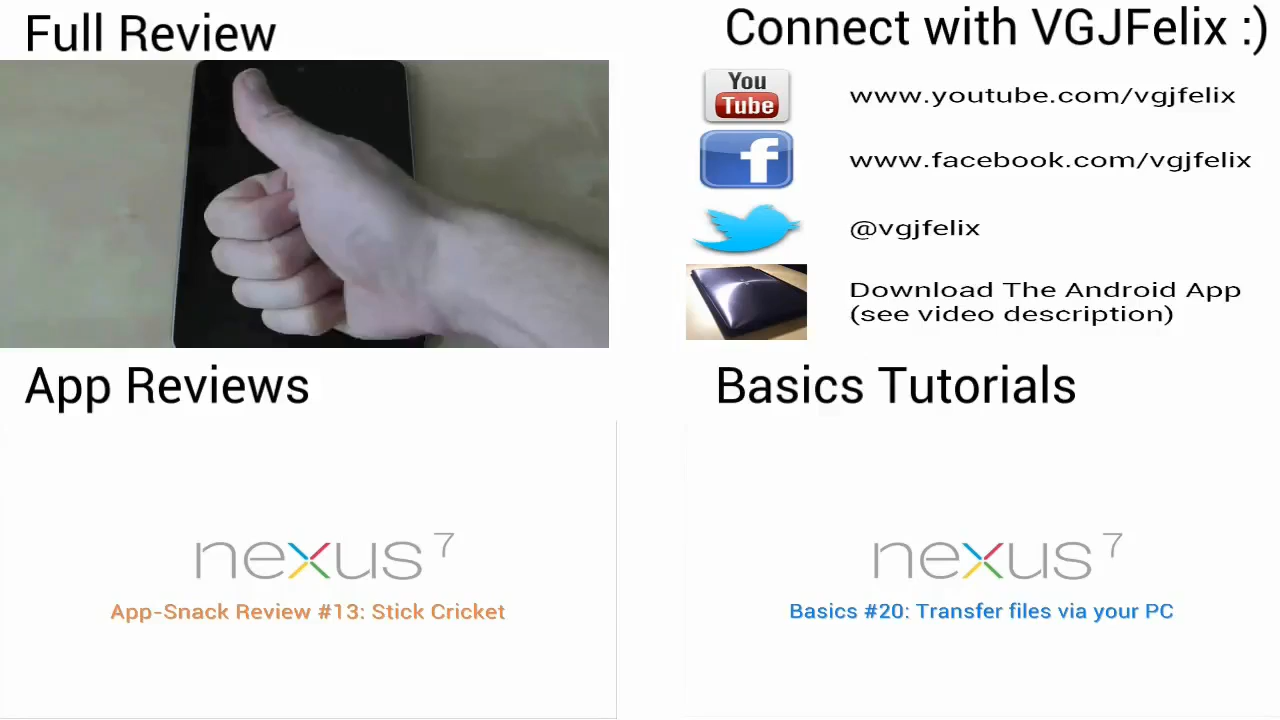 Full Review
Connect with VGJFelix :)
You
Tube
www.youtube.com/vgjfelix
f
www.facebook.com/vgjfelix
@vgjfelix
Download The Android App
(see video description)
App Reviews
Basics Tutorials
nexus 7
App-Snack Review #13: Stick Cricket
nexus 7
Basics #20: Transfer files via your PC